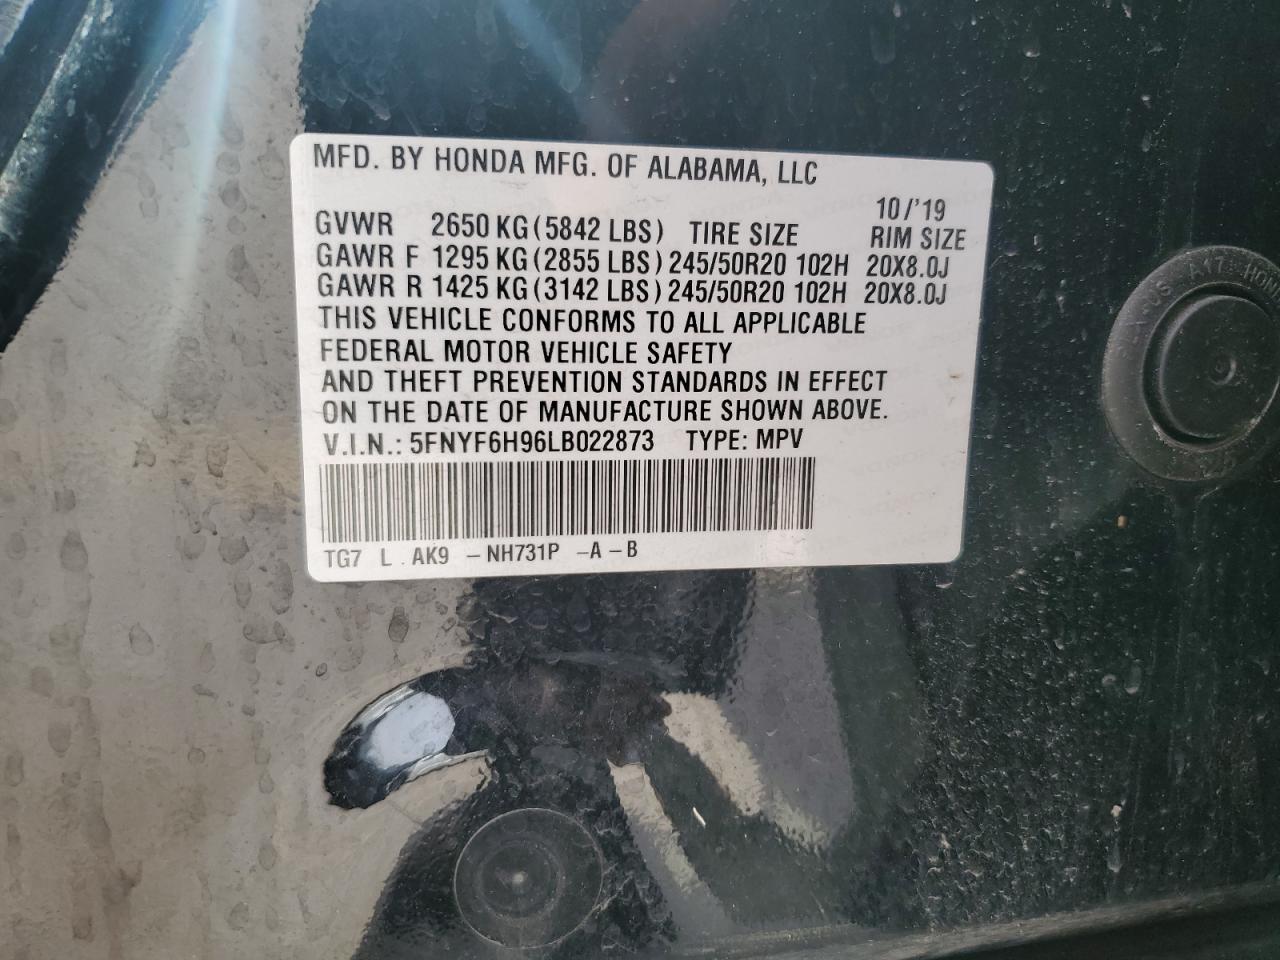 MFD. BY HONDA MFG. OF ALABAMA, LLC
10/'19
GVWR 2650 KG (5842 LBS) TIRE SIZE RIM SIZE
GAWR F 1295 KG (2855 LBS) 245/50R20 102H 20X8.0J
GAWR R 1425 KG (3142 LBS) 245/50R20 102H 20X8.0J
THIS VEHICLE CONFORMS TO ALL APPLICABLE
FEDERAL MOTOR VEHICLE SAFETY
AND THEFT PREVENTION STANDARDS IN EFFECT
ON THE DATE OF MANUFACTURE SHOWN ABOVE.
V.I.N.: 5FNYF6H96LB022873 TYPE: MPV
TG7 L AK9 -NH731P -A-B